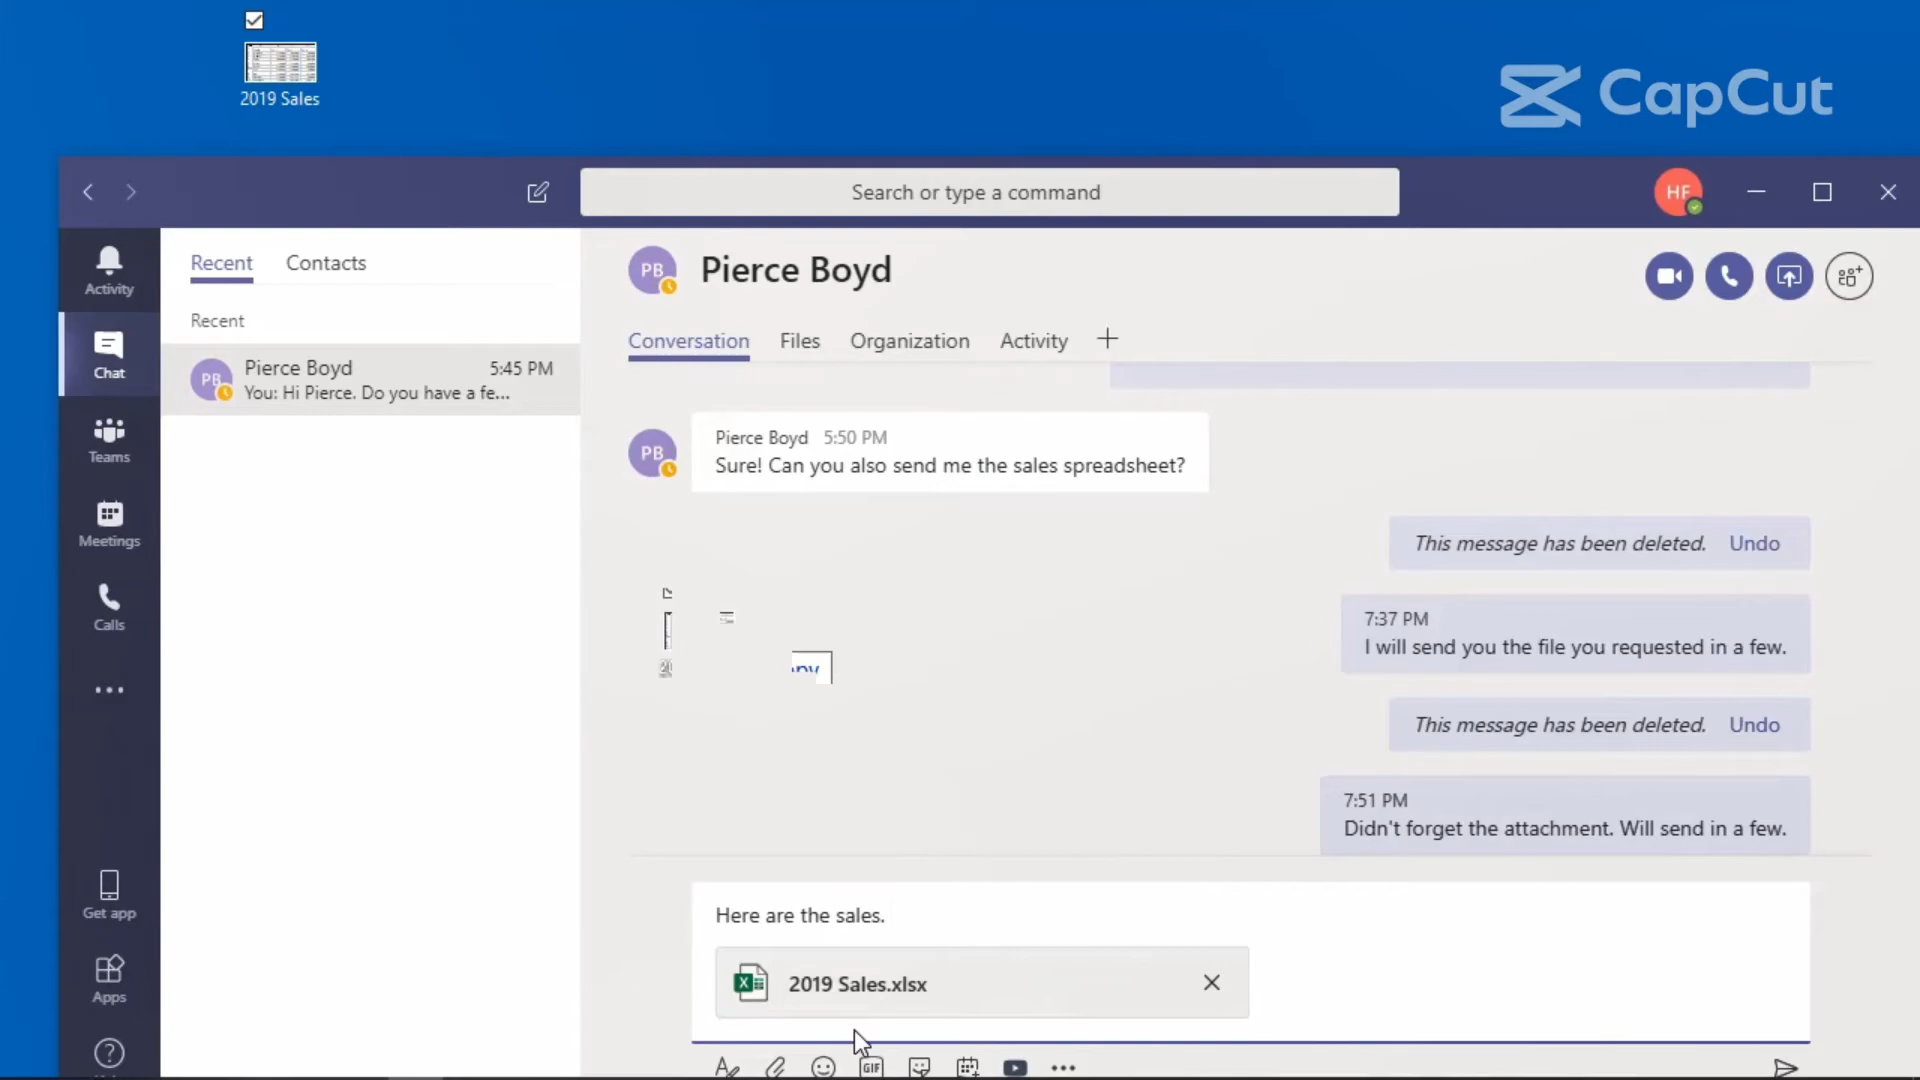 2019 Sales
CapCut
Search or type a command
HF
Activity
Chat
Teams
Meetings
Calls
Get app
Apps
Recent
Contacts
Recent
PB
Pierce Boyd
5:45 PM
You: Hi Pierce. Do you have a fe...
PB
Pierce Boyd
Conversation
Files
Organization
Activity
PB
Pierce Boyd 5:50 PM
Sure! Can you also send me the sales spreadsheet?
This message has been deleted. Undo
7:37 PM
I will send you the file you requested in a few.
This message has been deleted. Undo
7:51 PM
Didn't forget the attachment. Will send in a few.
Here are the sales.
2019 Sales.xlsx
GIF